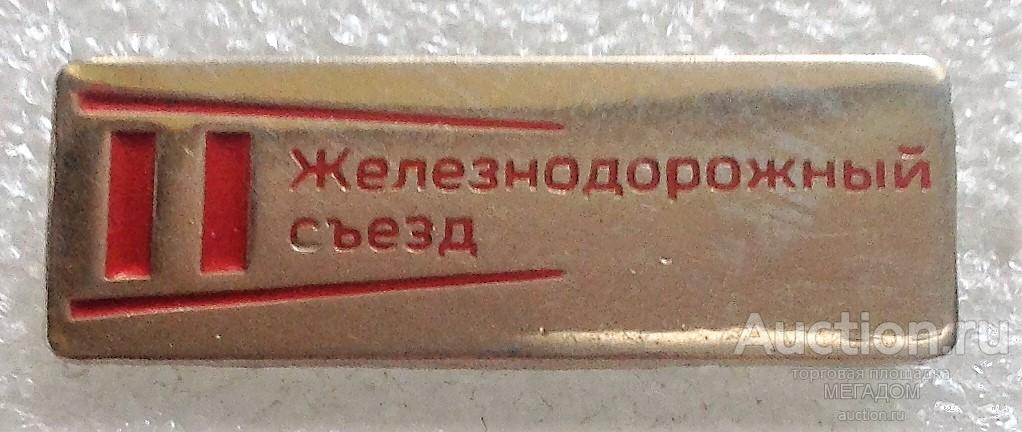 II Железнодорожный
съезд
Auction.ru
торговая площадка
МЕГАДОМ
auction.ru